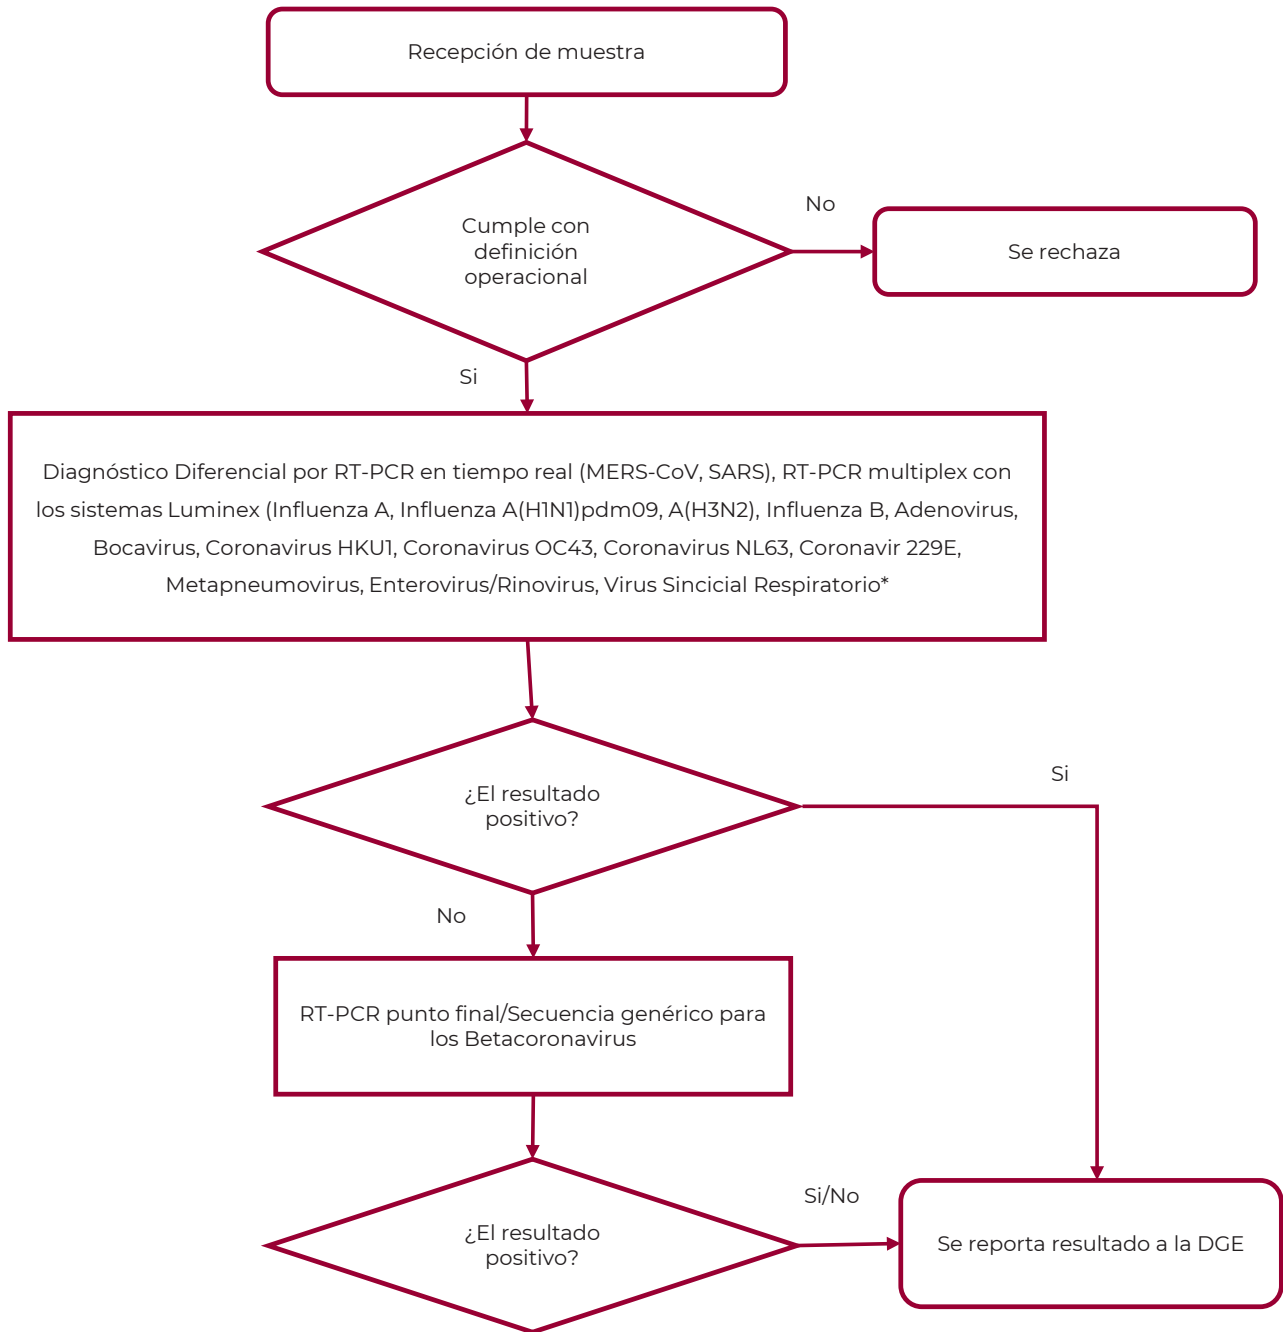 Recepción de muestra
Cumple con
definición
operacional
No
Se rechaza
Si
Diagnóstico Diferencial por RT-PCR en tiempo real (MERS-CoV, SARS), RT-PCR multiplex con
los sistemas Luminex (Influenza A, Influenza A(H1N1)pdm09, A(H3N2), Influenza B, Adenovirus,
Bocavirus, Coronavirus HKU1, Coronavirus OC43, Coronavirus NL63, Coronavir 229E,
Metapneumovirus, Enterovirus/Rinovirus, Virus Sincicial Respiratorio*
¿El resultado
positivo?
Si
No
RT-PCR punto final/Secuencia genérico para
los Betacoronavirus
¿El resultado
positivo?
Si/No
Se reporta resultado a la DGE